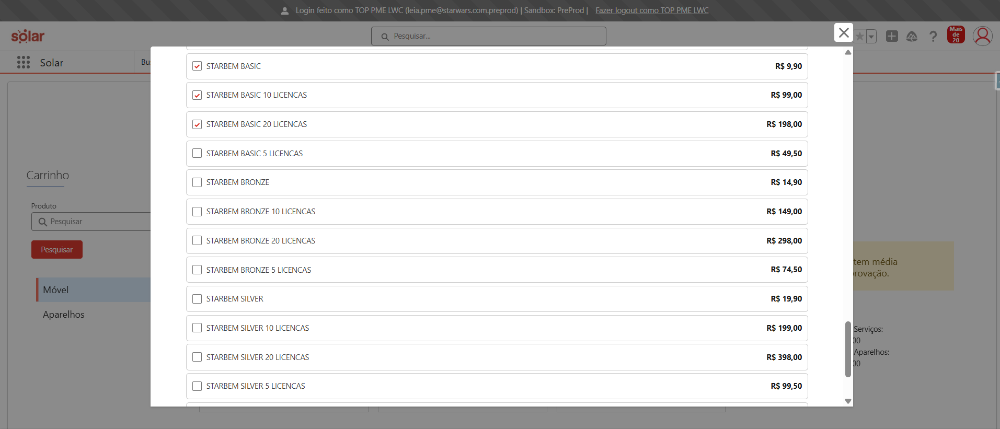 Login feito como TOP PME LWC (leia.pme@starwars.com.preprod) | Sandbox: PreProd | Fazer logout como TOP PME LWC
solar
Pesquisar...
Mais de 20
Solar
STARBEM BASIC R$ 9,90
STARBEM BASIC 10 LICENCAS R$ 99,00
STARBEM BASIC 20 LICENCAS R$ 198,00
STARBEM BASIC 5 LICENCAS R$ 49,50
STARBEM BRONZE R$ 14,90
STARBEM BRONZE 10 LICENCAS R$ 149,00
STARBEM BRONZE 20 LICENCAS R$ 298,00
STARBEM BRONZE 5 LICENCAS R$ 74,50
STARBEM SILVER R$ 19,90
STARBEM SILVER 10 LICENCAS R$ 199,00
STARBEM SILVER 20 LICENCAS R$ 398,00
STARBEM SILVER 5 LICENCAS R$ 99,50
Carrinho
Produto
Pesquisar
Pesquisar
Móvel
Aparelhos
tem média
Serviços:
00
Aparelhos:
00